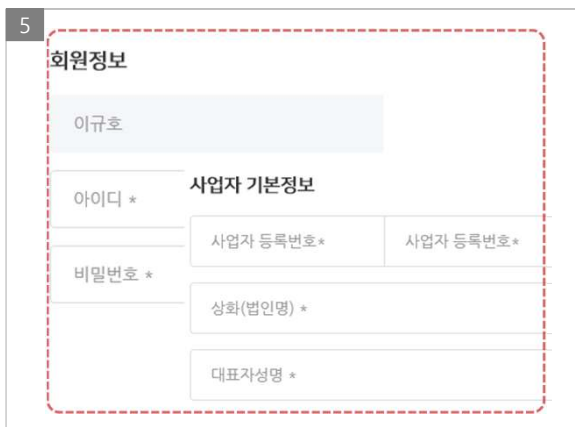 5
회원정보
이규호
아이디 *
비밀번호 *
사업자 기본정보
사업자 등록번호* 사업자 등록번호*
상화(법인명) *
대표자성명 *